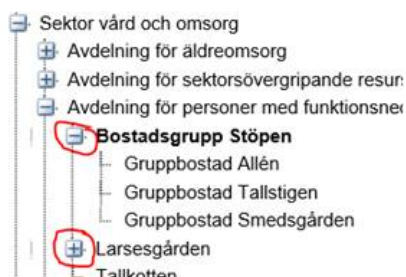 Sektor vård och omsorg
Avdelning för äldreomsorg
Avdelning för sektorsövergripande resur
Avdelning för personer med funktionsne
Bostadsgrupp Stöpen
Gruppbostad Allén
Gruppbostad Tallstigen
Gruppbostad Smedsgården
Larsesgården
Tallkotten